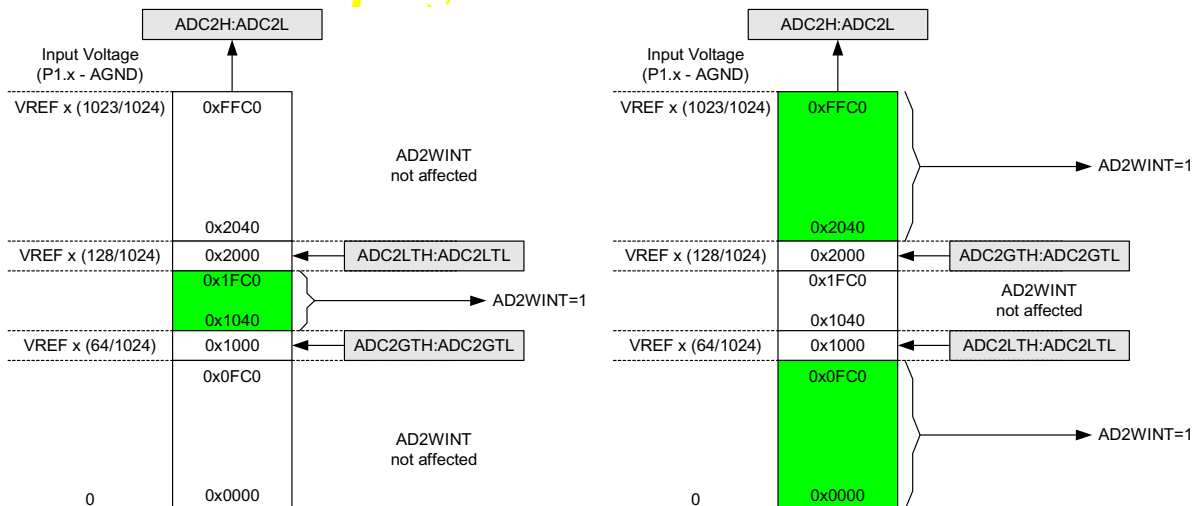 ADC2H:ADC2L
Input Voltage
(P1.x - AGND)
VREF x (1023/1024)
0xFFC0
AD2WINT
not affected
0x2040
VREF x (128/1024)
0x2000
ADC2LTH:ADC2LTL
0x1FC0
AD2WINT=1
0x1040
VREF x (64/1024)
0x1000
ADC2GTH:ADC2GTL
0x0FC0
AD2WINT
not affected
0
0x0000
ADC2H:ADC2L
Input Voltage
(P1.x - AGND)
VREF x (1023/1024)
0xFFC0
AD2WINT=1
0x2040
VREF x (128/1024)
0x2000
ADC2GTH:ADC2GTL
0x1FC0
AD2WINT
not affected
0x1040
VREF x (64/1024)
0x1000
ADC2LTH:ADC2LTL
0x0FC0
AD2WINT=1
0
0x0000